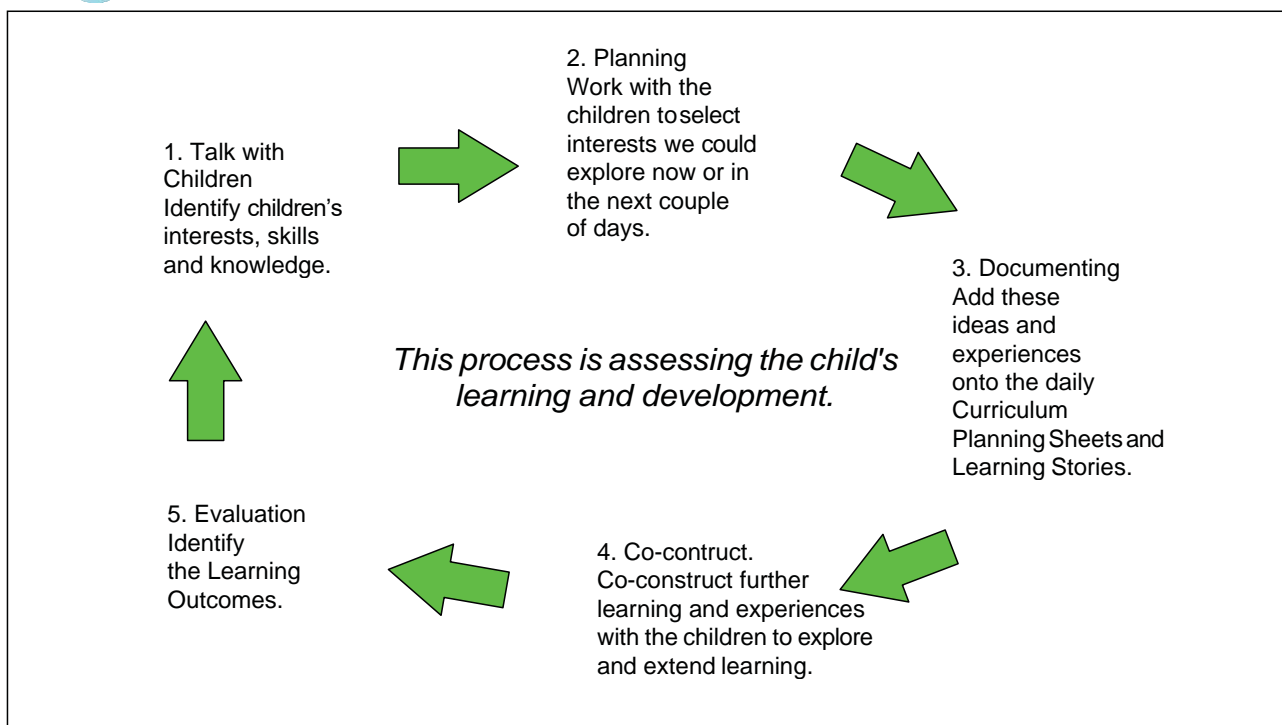 1. Talk with
Children
Identify children’s
interests, skills
and knowledge.
2. Planning
Work with the
children to select
interests we could
explore now or in
the next couple
of days.
3. Documenting
Add these
ideas and
experiences
onto the daily
Curriculum
Planning Sheets and
Learning Stories.
This process is assessing the child's
learning and development.
4. Co-contruct.
Co-construct further
learning and experiences
with the children to explore
and extend learning.
5. Evaluation
Identify
the Learning
Outcomes.